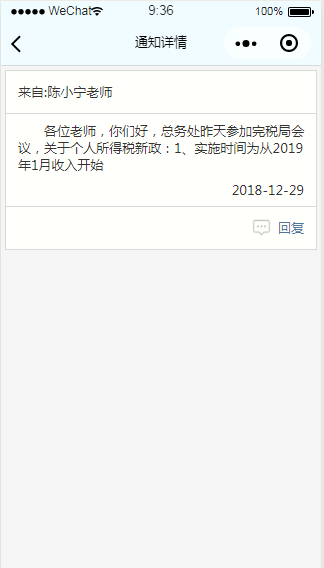 ●●●●● WeChat 9:36 100%
通知详情
来自:陈小宁老师
各位老师，你们好，总务处昨天参加完税局会
议，关于个人所得税新政：1、实施时间为从2019
年1月收入开始
2018-12-29
回复